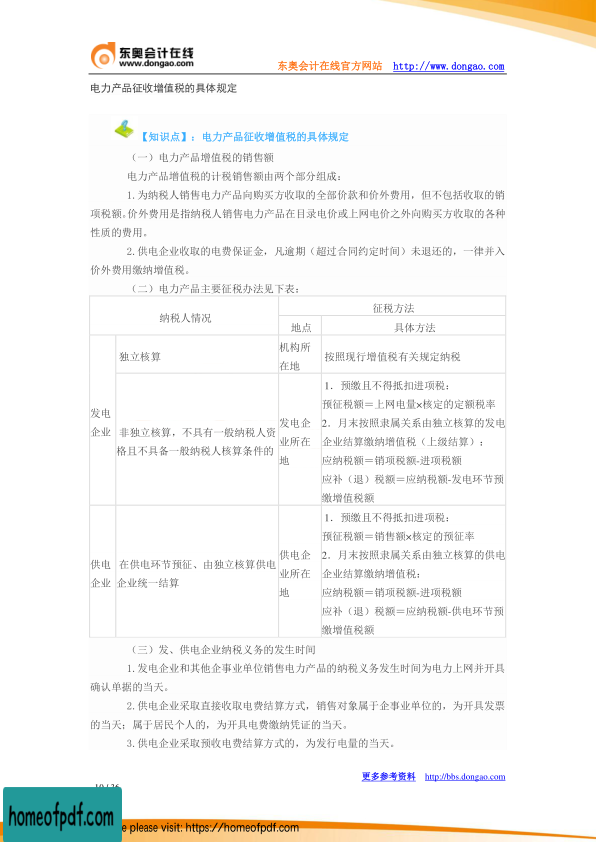 东奥会计在线
www.dongao.com
东奥会计在线官方网站 http://www.dongao.com
电力产品征收增值税的具体规定
【知识点】：电力产品征收增值税的具体规定
（一）电力产品增值税的销售额
电力产品增值税的计税销售额由两个部分组成：
1.为纳税人销售电力产品向购买方收取的全部价款和价外费用，但不包括收取的销
项税额。价外费用是指纳税人销售电力产品在目录电价或上网电价之外向购买方收取的各种
性质的费用。
2.供电企业收取的电费保证金，凡逾期（超过合同约定时间）未退还的，一律并入
价外费用缴纳增值税。
（二）电力产品主要征税办法见下表：
纳税人情况
征税方法
地点
具体方法
发电
企业
独立核算
机构所
在地
按照现行增值税有关规定纳税
非独立核算，不具有一般纳税人资
格且不具备一般纳税人核算条件的
发电企
业所在
地
1．预缴且不得抵扣进项税：
预征税额＝上网电量×核定的定额税率
2．月末按照隶属关系由独立核算的发电
企业结算缴纳增值税（上级结算）；
应纳税额＝销项税额-进项税额
应补（退）税额＝应纳税额-发电环节预
缴增值税额
供电
企业
在供电环节预征、由独立核算供电
企业统一结算
供电企
业所在
地
1．预缴且不得抵扣进项税：
预征税额＝销售额×核定的预征率
2．月末按照隶属关系由独立核算的供电
企业结算缴纳增值税；
应纳税额＝销项税额-进项税额
应补（退）税额＝应纳税额-供电环节预
缴增值税额
（三）发、供电企业纳税义务的发生时间
1.发电企业和其他企事业单位销售电力产品的纳税义务发生时间为电力上网并开具
确认单据的当天。
2.供电企业采取直接收取电费结算方式，销售对象属于企事业单位的，为开具发票
的当天；属于居民个人的，为开具电费缴纳凭证的当天。
3.供电企业采取预收电费结算方式的，为发行电量的当天。
更多参考资料 http://bbs.dongao.com
homeofpdf.com
please visit: https://homeofpdf.com